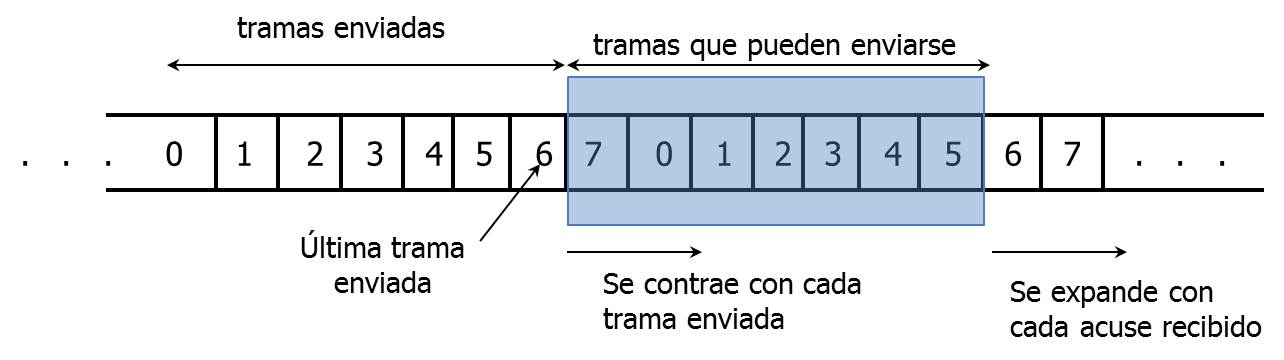 tramas enviadas
tramas que pueden enviarse
. . . 0 1 2 3 4 5 6 7 0 1 2 3 4 5 6 7 . . .
Última trama
enviada
Se contrae con cada
trama enviada
Se expande con
cada acuse recibido